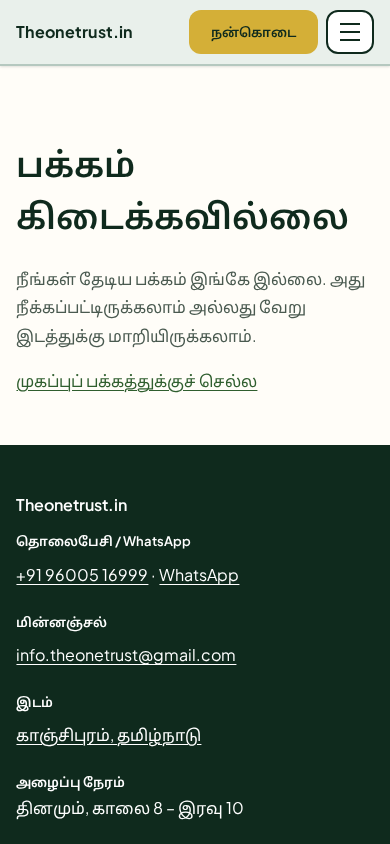 Theonetrust.in
நன்கொடை
பக்கம்
கிடைக்கவில்லை
நீங்கள் தேடிய பக்கம் இங்கே இல்லை. அது
நீக்கப்பட்டிருக்கலாம் அல்லது வேறு
இடத்துக்கு மாறியிருக்கலாம்.
முகப்புப் பக்கத்துக்குச் செல்ல
Theonetrust.in
தொலைபேசி / WhatsApp
+91 96005 16999 · WhatsApp
மின்னஞ்சல்
info.theonetrust@gmail.com
இடம்
காஞ்சிபுரம், தமிழ்நாடு
அழைப்பு நேரம்
தினமும், காலை 8 – இரவு 10